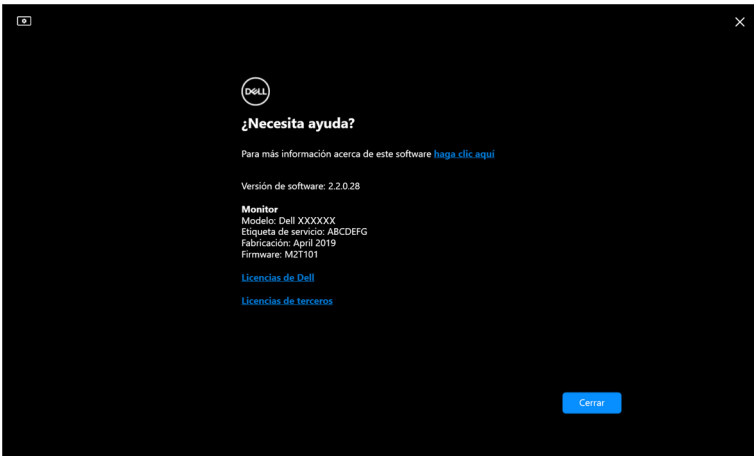 DELL
¿Necesita ayuda?
Para más información acerca de este software haga clic aquí
Versión de software: 2.2.0.28
Monitor
Modelo: Dell XXXXXX
Etiqueta de servicio: ABCDEFG
Fabricación: April 2019
Firmware: M2T101
Licencias de Dell
Licencias de terceros
Cerrar